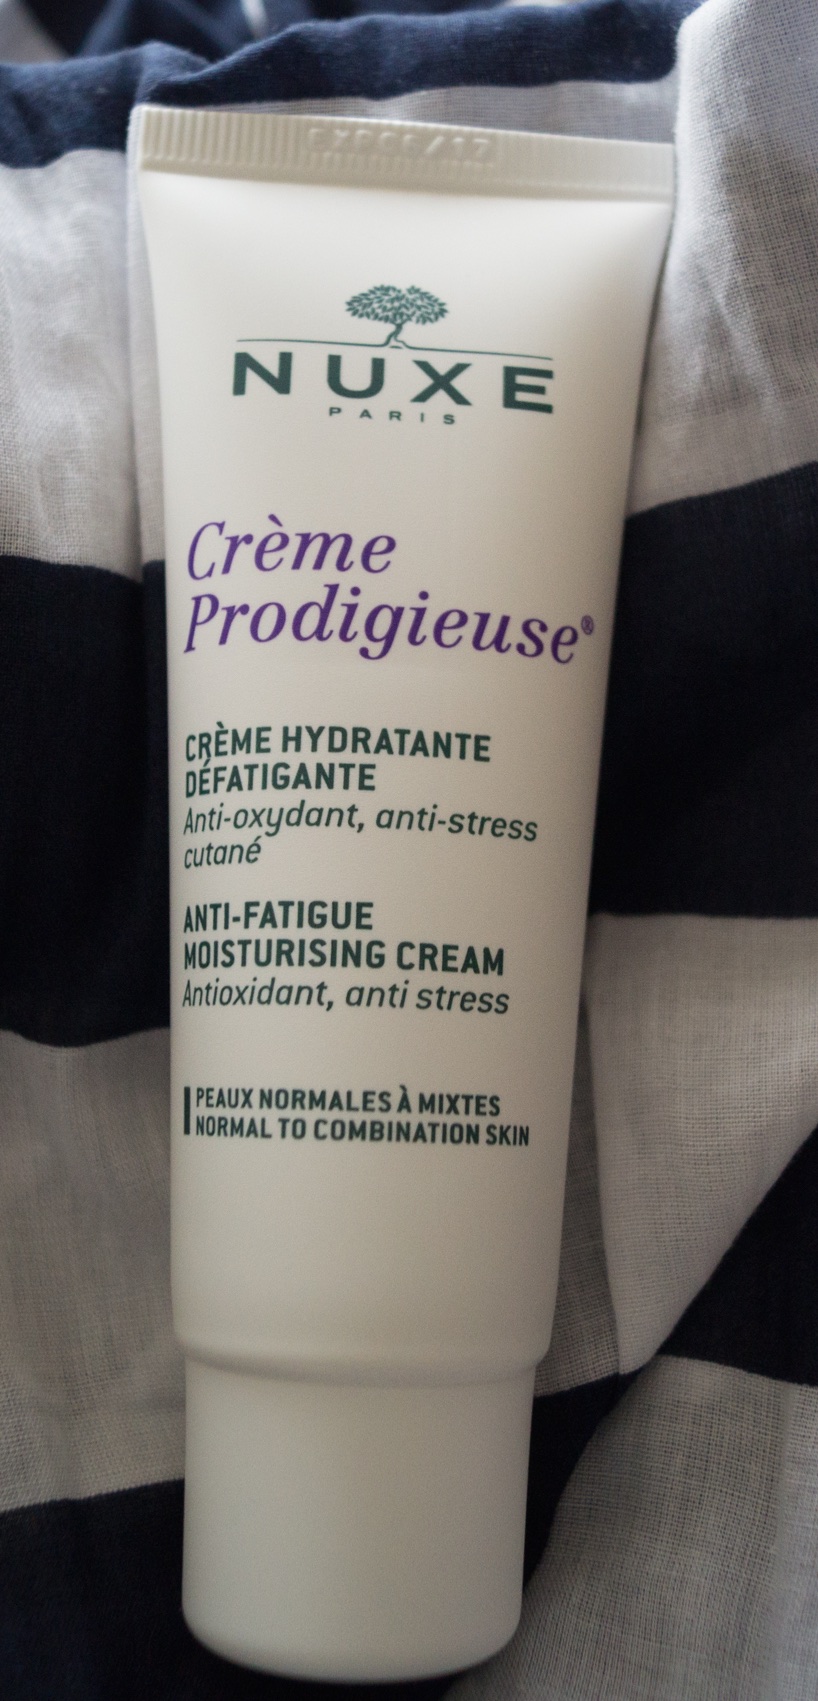 NUXE
PARIS
Crème
Prodigieuse®
CRÈME HYDRATANTE
DÉFATIGANTE
Anti-oxydant, anti-stress
cutané
ANTI-FATIGUE
MOISTURISING CREAM
Antioxidant, anti stress
PEAUX NORMALES À MIXTES
NORMAL TO COMBINATION SKIN